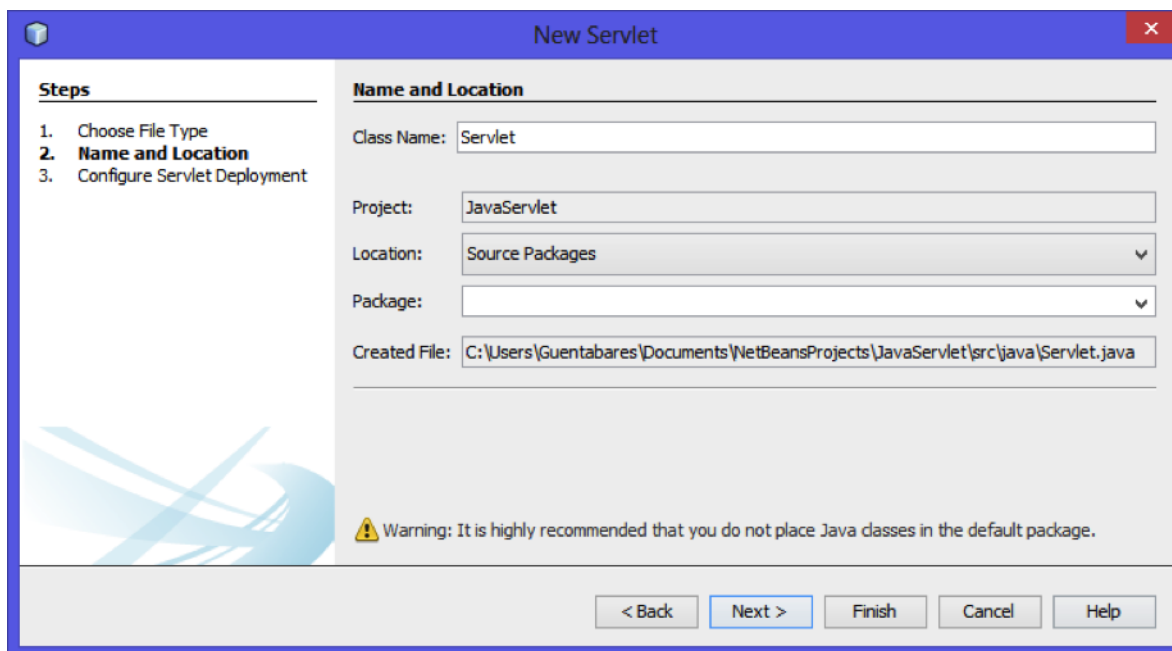 New Servlet
Steps
1. Choose File Type
2. Name and Location
3. Configure Servlet Deployment
Name and Location
Class Name: Servlet
Project: JavaServlet
Location: Source Packages
Package:
Created File: C:\Users\Guentabares\Documents\NetBeansProjects\JavaServlet\src\java\Servlet.java
Warning: It is highly recommended that you do not place Java classes in the default package.
< Back Next > Finish Cancel Help